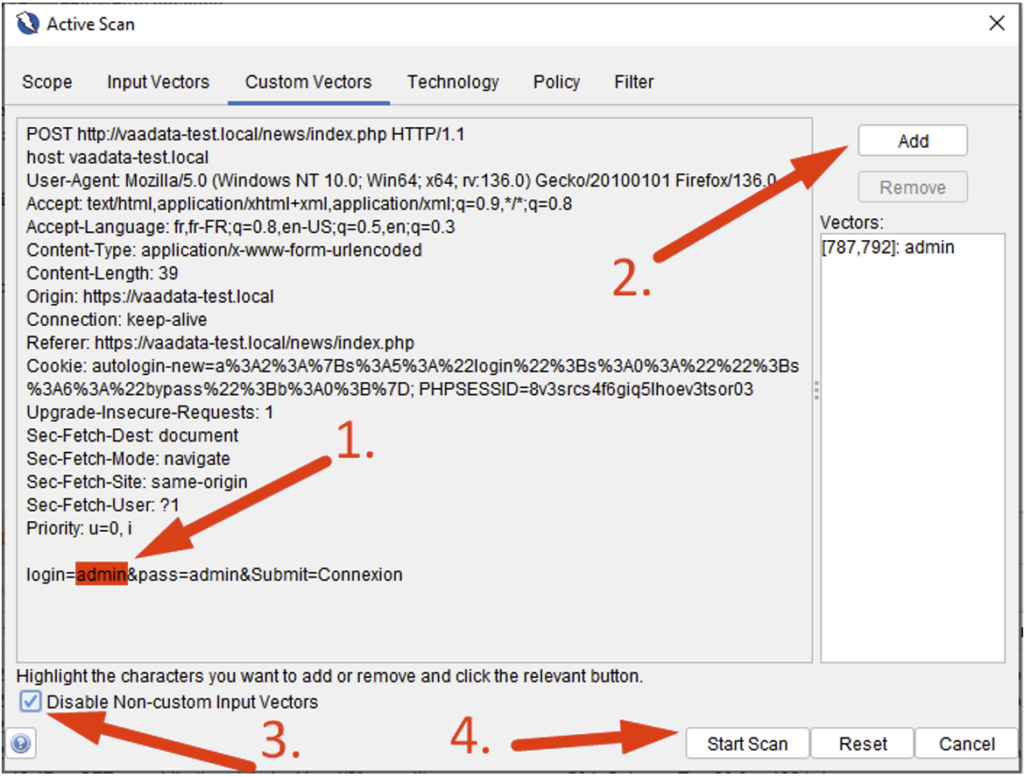 Active Scan
Scope Input Vectors Custom Vectors Technology Policy Filter
POST http://vaadata-test.local/news/index.php HTTP/1.1
host: vaadata-test.local
User-Agent: Mozilla/5.0 (Windows NT 10.0; Win64; x64; rv:136.0) Gecko/20100101 Firefox/136.0
Accept: text/html,application/xhtml+xml,application/xml;q=0.9,*/*;q=0.8
Accept-Language: fr,fr-FR;q=0.8,en-US;q=0.5,en;q=0.3
Content-Type: application/x-www-form-urlencoded
Content-Length: 39
Origin: https://vaadata-test.local
Connection: keep-alive
Referer: https://vaadata-test.local/news/index.php
Cookie: autologin-new=a%3A2%3A%7Bs%3A5%3A%22login%22%3Bs%3A0%3A%22%22%3Bs
%3A6%3A%22bypass%22%3Bb%3A0%3B%7D; PHPSESSID=8v3srcs4f6giq5lhoev3tsor03
Upgrade-Insecure-Requests: 1
Sec-Fetch-Dest: document
Sec-Fetch-Mode: navigate
Sec-Fetch-Site: same-origin
Sec-Fetch-User: ?1
Priority: u=0, i
login=admin&pass=admin&Submit=Connexion
1.
2.
Add
Remove
Vectors:
[787,792]: admin
Highlight the characters you want to add or remove and click the relevant button.
Disable Non-custom Input Vectors
3.
4.
Start Scan Reset Cancel